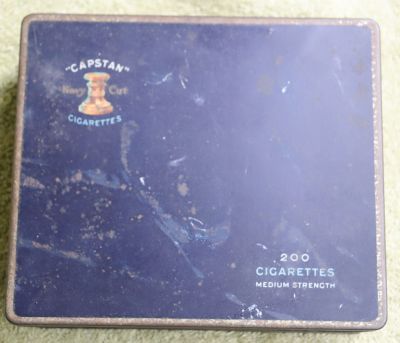 "CAPSTAN"
Navy Cut
CIGARETTES
200
CIGARETTES
MEDIUM STRENGTH